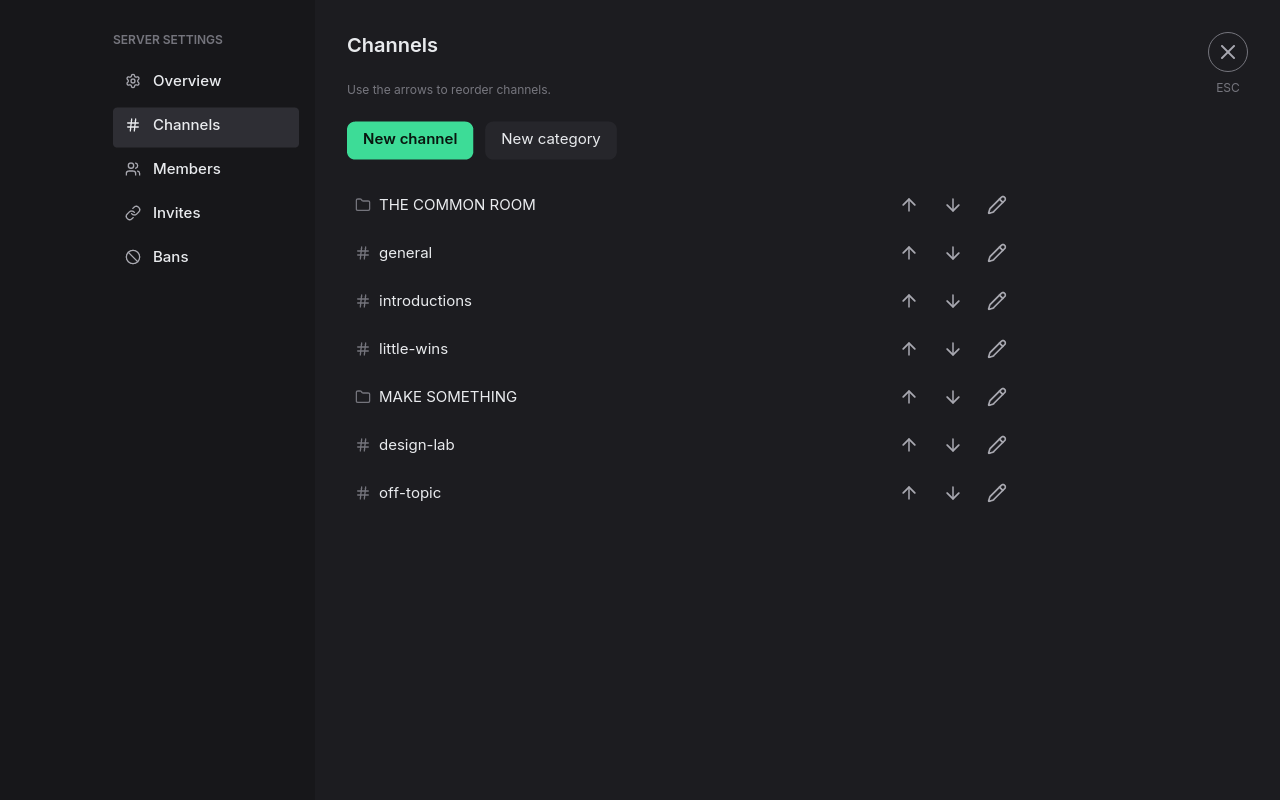 SERVER SETTINGS
Overview
Channels
Members
Invites
Bans
Channels
Use the arrows to reorder channels.
New channel
New category
THE COMMON ROOM
general
introductions
little-wins
MAKE SOMETHING
design-lab
off-topic
ESC